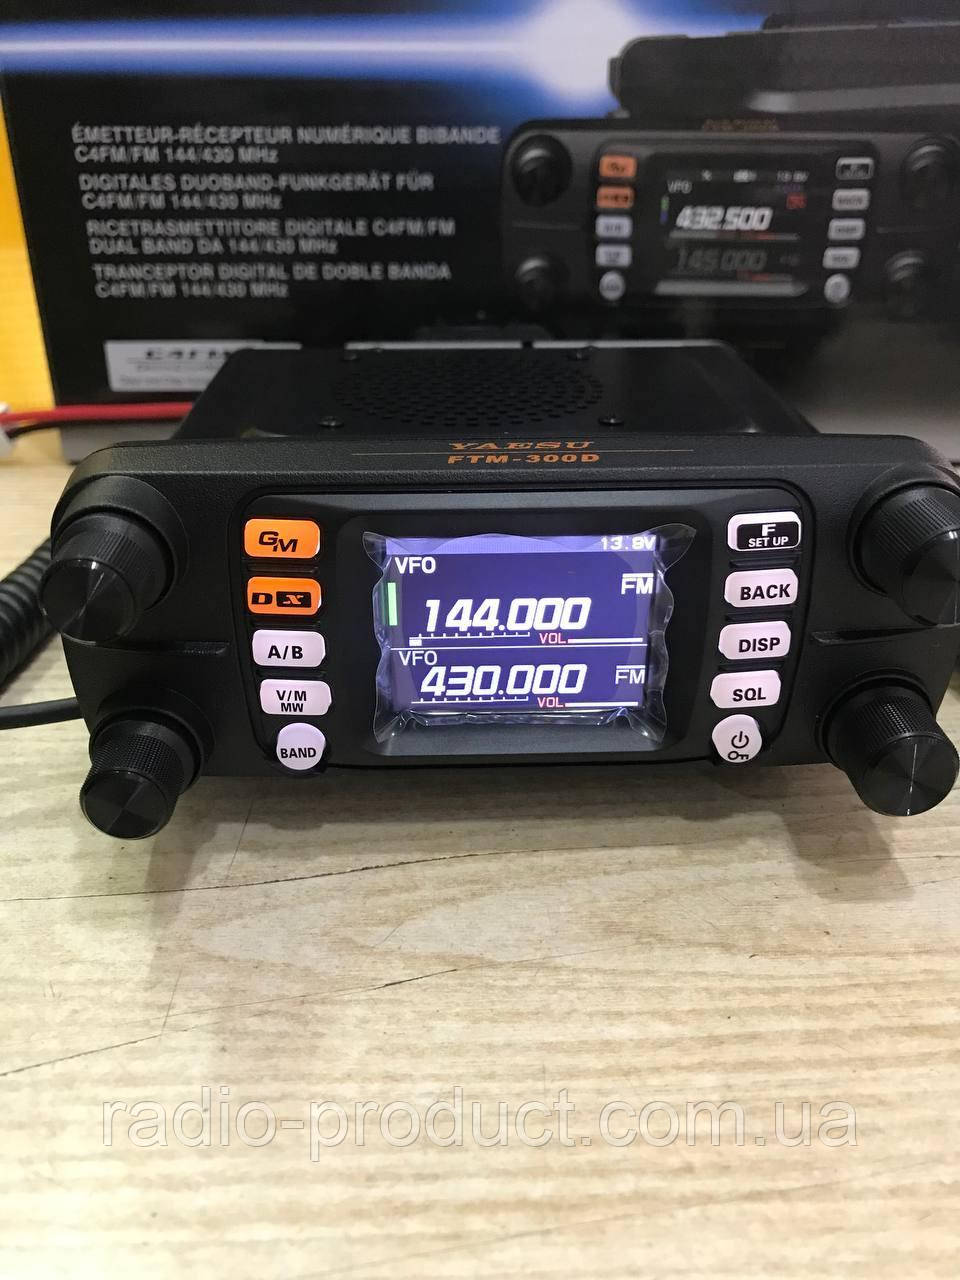 ÉMETTEUR-RÉCEPTEUR NUMÉRIQUE BIBANDE
C4FM/FM 144/430 MHz
DIGITALES DUOBAND-FUNKGERÄT FÜR
C4FM/FM 144/430 MHz
RICETRASMETTITORE DIGITALE C4FM/FM
DUAL BAND DA 144/430 MHz
TRANCEPTOR DIGITAL DE DOBLE BANDA
C4FM/FM 144/430 MHz
C4FM
VFO
432.500
145.000
YAESU
FTM-300D
GM
DX
A/B
V/M
MW
BAND
13.8V
VFO
FM
144.000
VOL
VFO
FM
430.000
VOL
F
SET UP
BACK
DISP
SQL
radio-product.com.ua